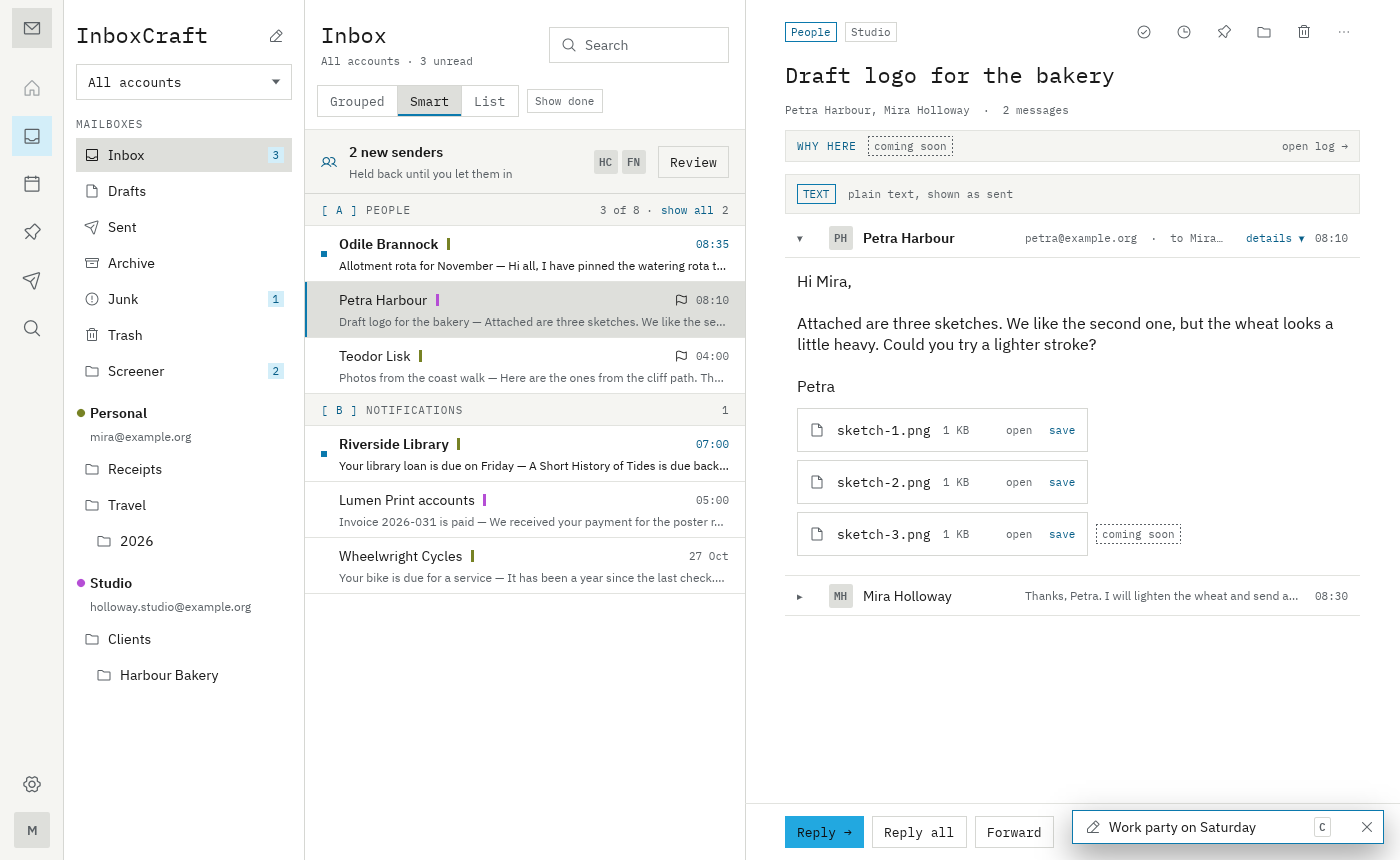 InboxCraft
All accounts
MAILBOXES
Inbox 3
Drafts
Sent
Archive
Junk 1
Trash
Screener 2
Personal
mira@example.org
Receipts
Travel
2026
Studio
holloway.studio@example.org
Clients
Harbour Bakery
M
Inbox
All accounts · 3 unread
Search
Grouped Smart List Show done
2 new senders
Held back until you let them in
HC FN Review
[ A ] PEOPLE 3 of 8 · show all 2
Odile Brannock 08:35
Allotment rota for November — Hi all, I have pinned the watering rota t…
Petra Harbour 08:10
Draft logo for the bakery — Attached are three sketches. We like the se…
Teodor Lisk 04:00
Photos from the coast walk — Here are the ones from the cliff path. Th…
[ B ] NOTIFICATIONS 1
Riverside Library 07:00
Your library loan is due on Friday — A Short History of Tides is due back…
Lumen Print accounts 05:00
Invoice 2026-031 is paid — We received your payment for the poster r…
Wheelwright Cycles 27 Oct
Your bike is due for a service — It has been a year since the last check.…
People Studio
Draft logo for the bakery
Petra Harbour, Mira Holloway · 2 messages
WHY HERE coming soon open log →
TEXT plain text, shown as sent
▾ PH Petra Harbour petra@example.org · to Mira… details ▾ 08:10
Hi Mira,
Attached are three sketches. We like the second one, but the wheat looks a
little heavy. Could you try a lighter stroke?
Petra
sketch-1.png 1 KB open save
sketch-2.png 1 KB open save
sketch-3.png 1 KB open save coming soon
▸ MH Mira Holloway Thanks, Petra. I will lighten the wheat and send a… 08:30
Reply → Reply all Forward
Work party on Saturday C